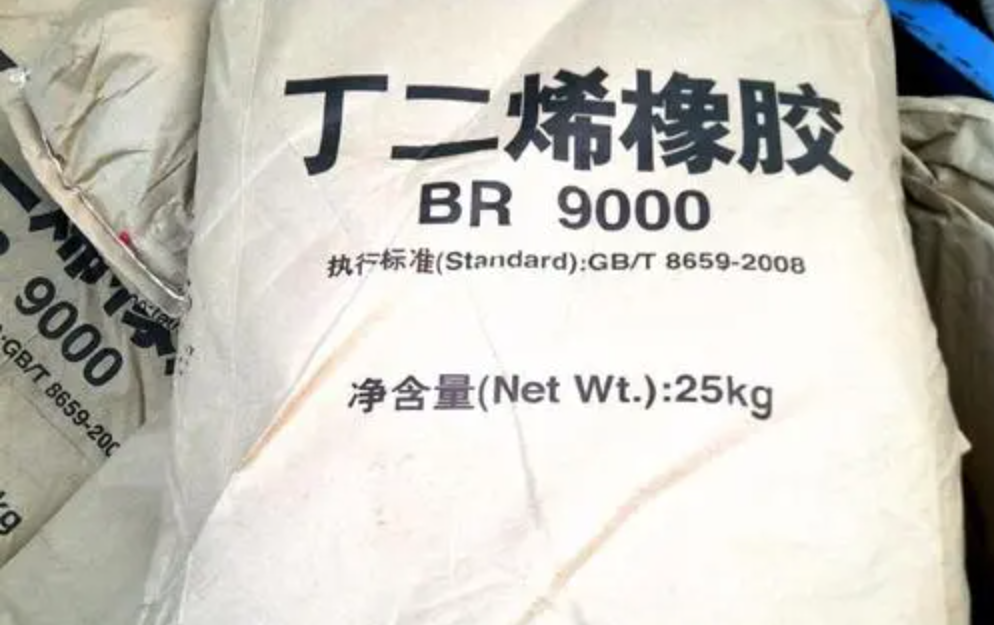 丁二烯橡胶
BR 9000
执行标准(Standard):GB/T 8659-2008
净含量(Net Wt.):25kg
9000
:GB/T 8659-200
kg